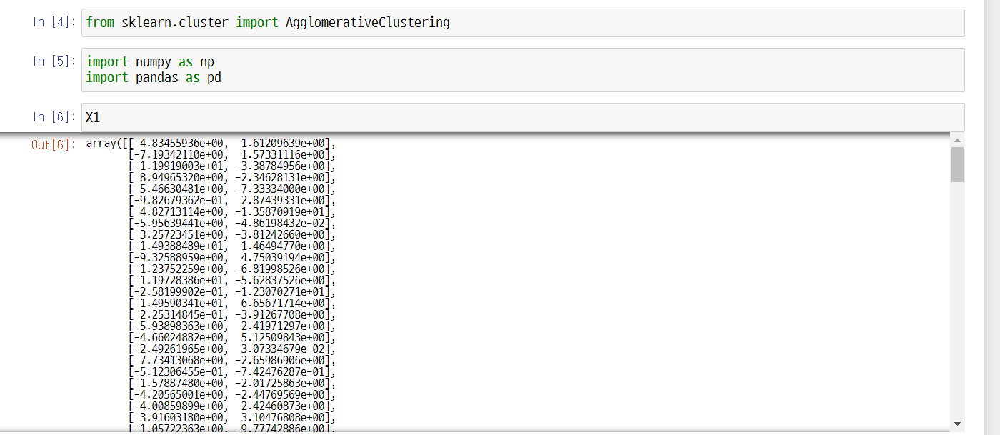 In [4]: from sklearn.cluster import AgglomerativeClustering
In [5]: import numpy as np
import pandas as pd
In [6]: X1
Out[6]: array([[ 4.83455936e+00,  1.61209639e+00],
[-7.19342110e+00,  1.57331116e+00],
[-1.19919003e+01, -3.38784956e+00],
[ 8.94965320e+00, -2.34628131e+00],
[ 5.46630481e+00, -7.33334000e+00],
[-9.82679362e-01,  2.87439331e+00],
[ 4.82713114e+00, -1.35870919e+01],
[-5.95639441e+00, -4.86198432e-02],
[ 3.25723451e+00, -3.81242660e+00],
[-1.49388489e+01,  1.46494770e+00],
[-9.32588959e+00,  4.75039194e+00],
[ 1.23752259e+00, -6.81998526e+00],
[ 1.19728386e+01, -5.62837526e+00],
[-2.58199902e-01, -1.23070271e+01],
[ 1.49590341e+01,  6.65671714e+00],
[ 2.25314845e-01, -3.91267708e+00],
[-5.93898363e+00,  2.41971297e+00],
[-4.66024882e+00,  5.12509843e+00],
[-2.49261965e+00,  3.07334679e-02],
[ 7.73413068e+00, -2.65986906e+00],
[-5.12306455e-01, -7.42476287e-01],
[ 1.57887480e+00, -2.01725863e+00],
[-4.20565001e+00, -2.44769569e+00],
[-4.00859899e+00,  2.42460873e+00],
[ 3.91603180e+00,  3.10476808e+00],
[-1.05722363e+00, -9.77742886e+00],